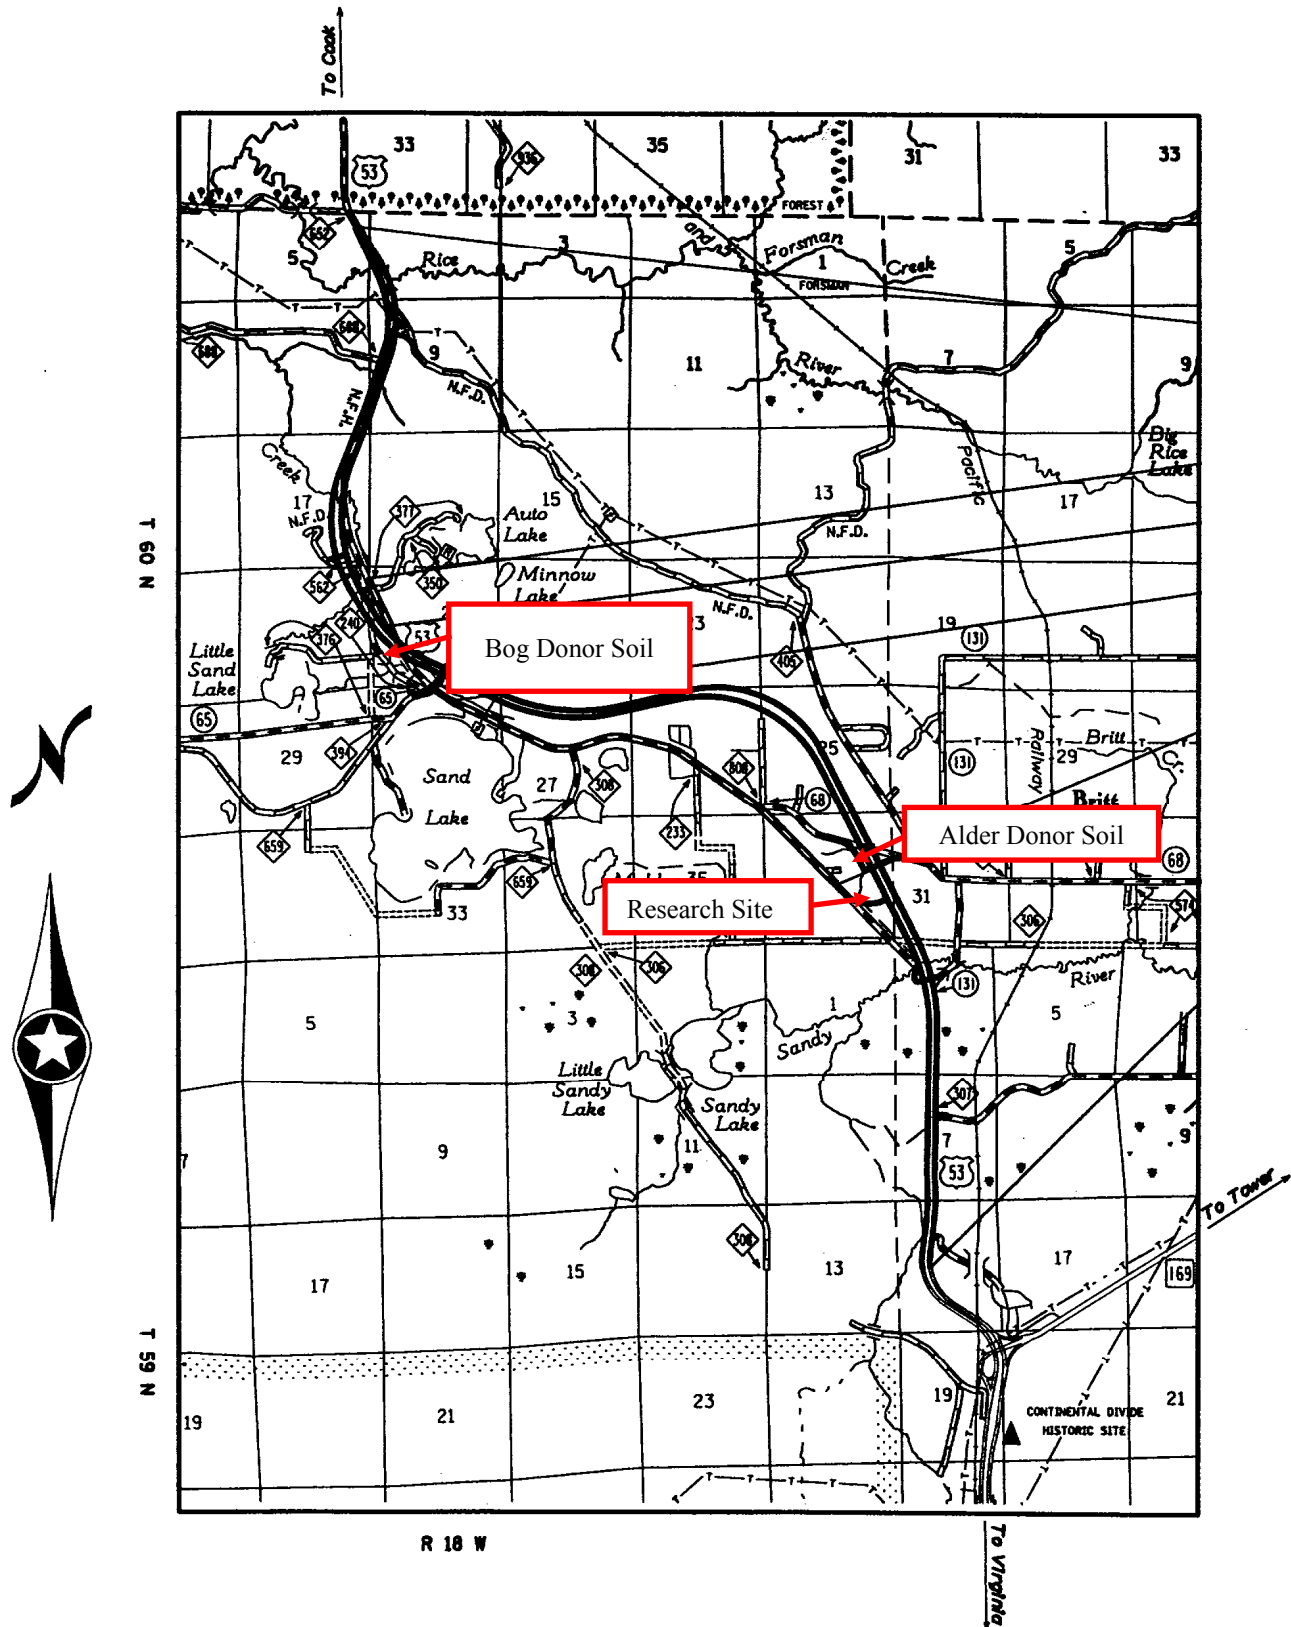 To Cook
33
35
31
33
53
936
FOREST
652
5
Rice
3
and
Forsman
1
Creek
FORSMAN
5
688
688
9
N.F.D.
11
River
7
9
N.F.H.
Creek
17
N.F.D.
377
15
Auto
Lake
13
N.F.D.
Pacific
17
Big
Rice
Lake
T 60 N
562
350
Minnow
Lake
N.F.D.
240
376
53
Bog Donor Soil
405
19
131
Little
Sand
Lake
65
65
29
394
Sand
Lake
27
308
808
25
68
131
Railway
Britt
29
Britt
659
233
Alder Donor Soil
68
659
35
Research Site
31
306
574
33
308
306
131
River
N
5
3
1
Sandy
5
Little
Sandy
Lake
Sandy
Lake
307
7
9
11
9
7
53
To Tower
308
17
15
13
17
169
T 59 N
19
21
23
19
CONTINENTAL DIVIDE
HISTORIC SITE
21
R 18 W
To Virginia